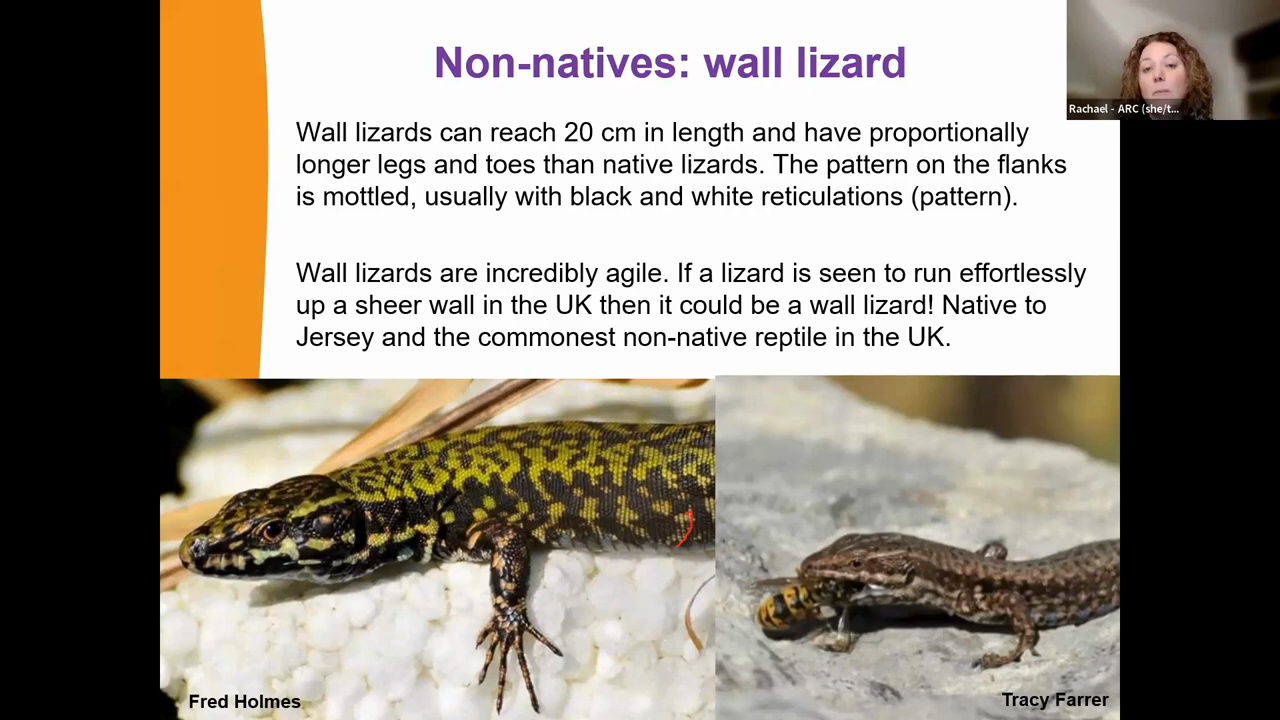 Non-natives: wall lizard
Rachael - ARC (she/t...
Wall lizards can reach 20 cm in length and have proportionally
longer legs and toes than native lizards. The pattern on the flanks
is mottled, usually with black and white reticulations (pattern).
Wall lizards are incredibly agile. If a lizard is seen to run effortlessly
up a sheer wall in the UK then it could be a wall lizard! Native to
Jersey and the commonest non-native reptile in the UK.
Fred Holmes
Tracy Farrer